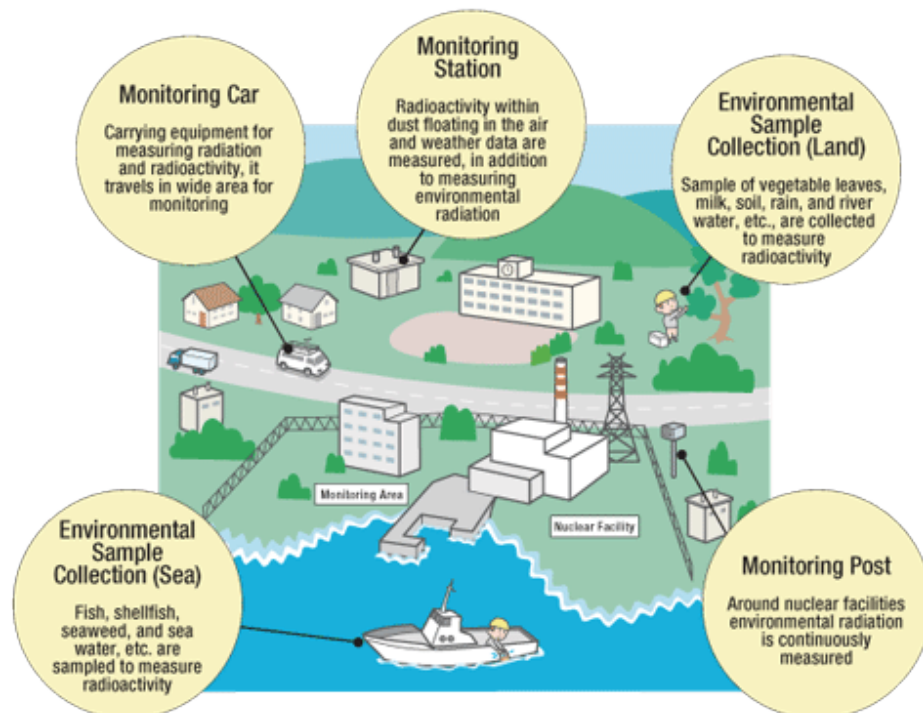 Monitoring Car
Carrying equipment for
measuring radiation
and radioactivity, it
travels in wide area for
monitoring
Monitoring
Station
Radioactivity within
dust floating in the air
and weather data are
measured, in addition
to measuring
environmental
radiation
Environmental
Sample
Collection (Land)
Sample of vegetable leaves,
milk, soil, rain, and river
water, etc., are collected
to measure
radioactivity
Monitoring Area
Nuclear Facility
Environmental
Sample
Collection (Sea)
Fish, shellfish,
seaweed, and sea
water, etc. are
sampled to measure
radioactivity
Monitoring Post
Around nuclear facilities
environmental radiation
is continuously
measured